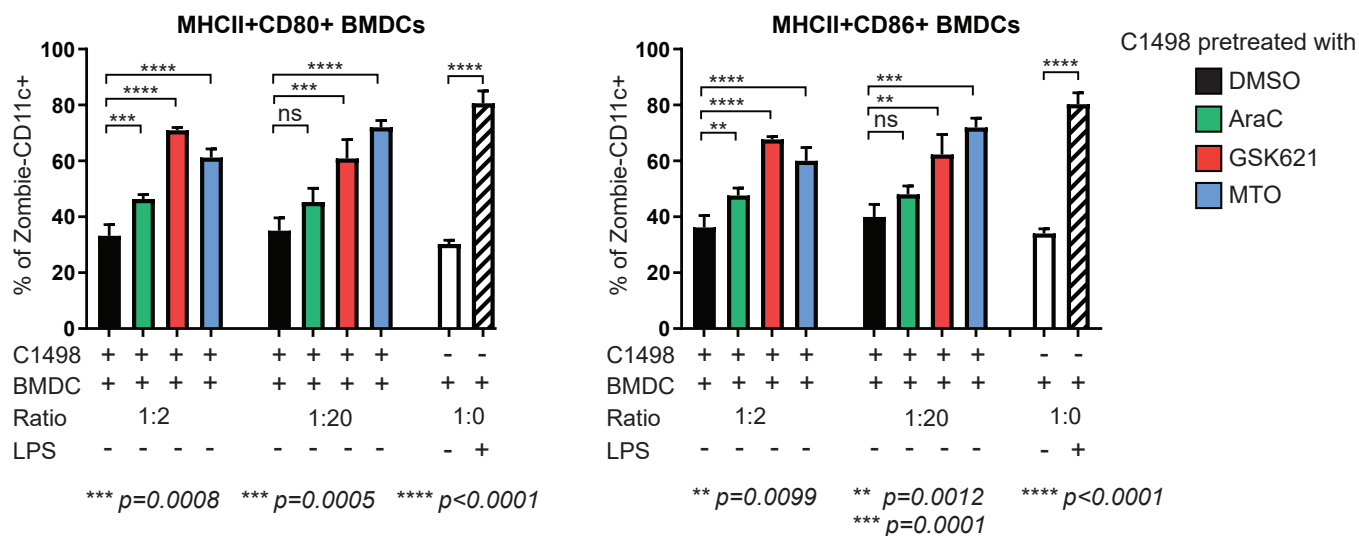 MHCII+CD80+ BMDCs
% of Zombie-CD11c+
100
80
60
40
20
0
**** **** ****
**** ***
*** ns
C1498 + + + + + + + + - -
BMDC + + + + + + + + + +
Ratio 1:2 1:20 1:0
LPS - - - - - - - - - +
*** p=0.0008 *** p=0.0005 **** p<0.0001
MHCII+CD86+ BMDCs
% of Zombie-CD11c+
100
80
60
40
20
0
**** *** ****
**** **
** ns
C1498 + + + + + + + + - -
BMDC + + + + + + + + + +
Ratio 1:2 1:20 1:0
LPS - - - - - - - - - +
** p=0.0099 ** p=0.0012 **** p<0.0001
*** p=0.0001
C1498 pretreated with
DMSO
AraC
GSK621
MTO